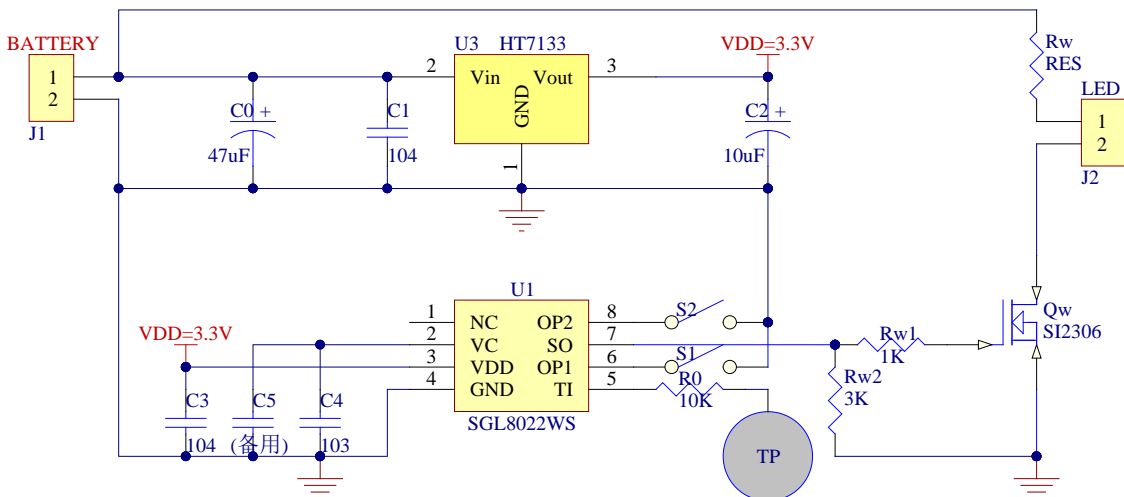 BATTERY
1
2
J1
U3 HT7133
2 Vin Vout 3
GND
1
VDD=3.3V
C0 +
47uF
C1
104
C2 +
10uF
Rw
RES
LED
1
2
J2
U1
1 NC OP2 8
2 VC SO 7
3 VDD OP1 6
4 GND TI 5
SGL8022WS
VDD=3.3V
C3
104
C5
(备用)
C4
103
S2
S1
R0
10K
TP
Rw1
1K
Rw2
3K
Qw
SI2306